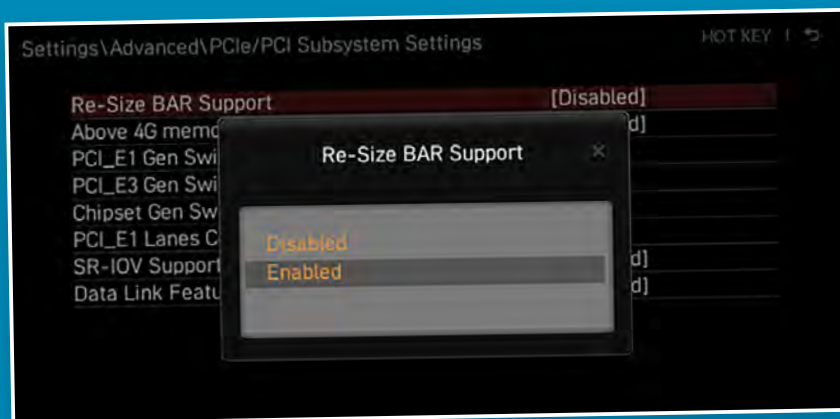 Settings\Advanced\PCIe/PCI Subsystem Settings
HOT KEY |
Re-Size BAR Support [Disabled]
Above 4G memo d]
PCI_E1 Gen Swi
PCI_E3 Gen Swi
Chipset Gen Sw
PCI_E1 Lanes C
SR-IOV Support d]
Data Link Featu d]
Re-Size BAR Support ×
Disabled
Enabled